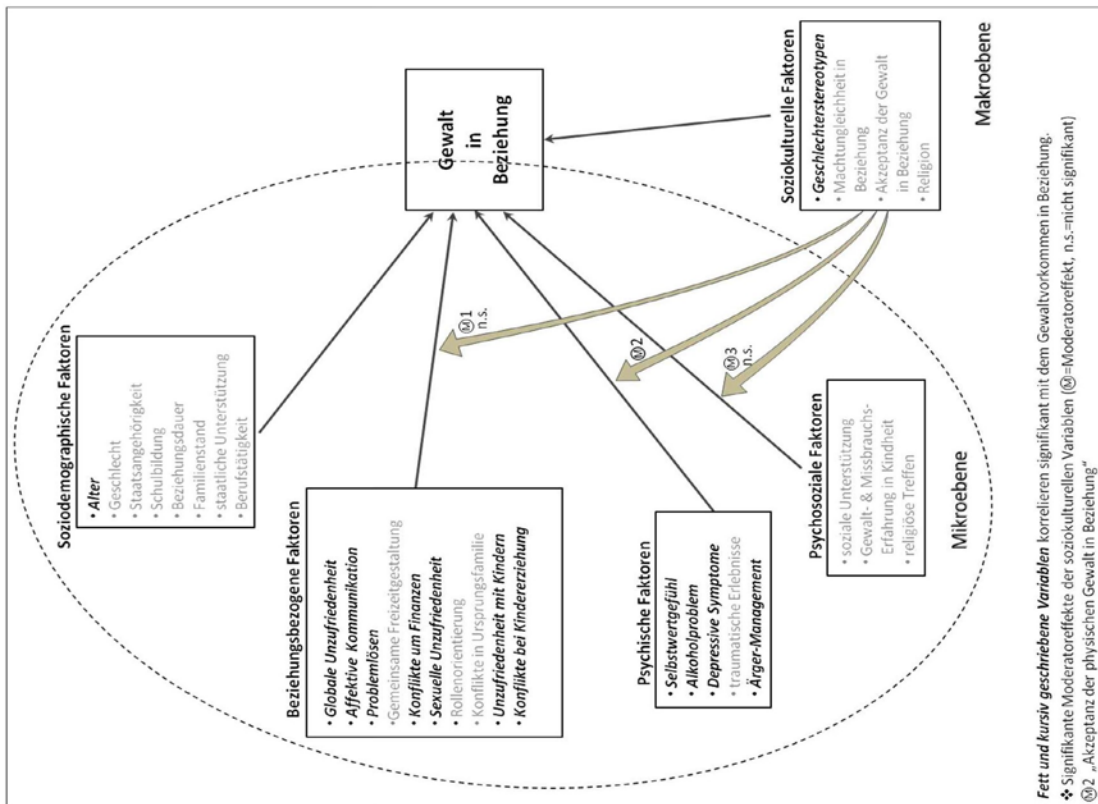 Soziodemographische Faktoren
• Alter
• Geschlecht
• Staatsangehörigkeit
• Schulbildung
• Beziehungsdauer
• Familienstand
• staatliche Unterstützung
• Berufstätigkeit
Beziehungsbezogene Faktoren
• Globale Unzufriedenheit
• Affektive Kommunikation
• Problemlösen
•Gemeinsame Freizeitgestaltung
• Konflikte um Finanzen
• Sexuelle Unzufriedenheit
• Rollenorientierung
• Konflikte in Ursprungsfamilie
• Unzufriedenheit mit Kindern
• Konflikte bei Kindererziehung
Psychische Faktoren
• Selbstwertgefühl
• Alkoholproblem
• Depressive Symptome
• traumatische Erlebnisse
• Ärger-Management
Psychosoziale Faktoren
• soziale Unterstützung
• Gewalt- & Missbrauchs-
Erfahrung in Kindheit
• religiöse Treffen
Mikroebene
Gewalt
in
Beziehung
Ⓜ1
n.s.
Ⓜ2
Ⓜ3
n.s.
Soziokulturelle Faktoren
• Geschlechterstereotypen
• Machtungleichheit in
Beziehung
• Akzeptanz der Gewalt
in Beziehung
• Religion
Makroebene
Fett und kursiv geschriebene Variablen korrelieren signifikant mit dem Gewaltvorkommen in Beziehung.
❖ Signifikante Moderatoreffekte der soziokulturellen Variablen (Ⓜ=Moderatoreffekt, n.s.=nicht signifikant)
Ⓜ2 „Akzeptanz der physischen Gewalt in Beziehung“